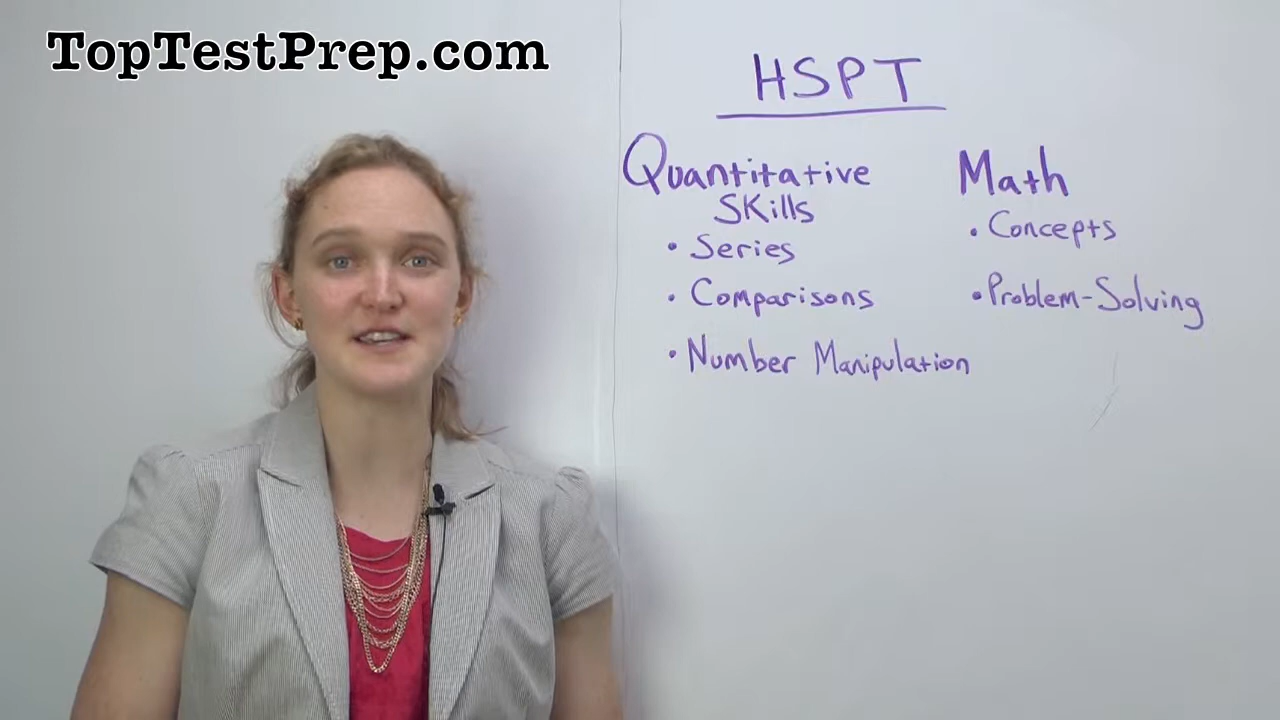 TopTestPrep.com
HSPT
Quantitative
Skills
• Series
• Comparisons
• Number Manipulation
Math
• Concepts
• Problem-Solving